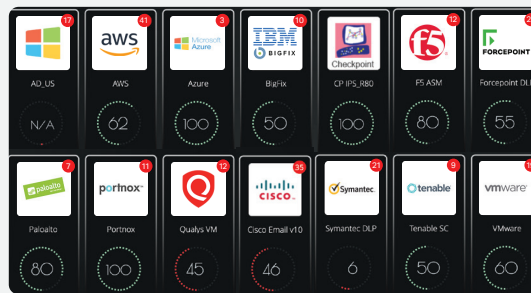 17
41
3
10
12
2
aws
Microsoft
Azure
IBM
BIGFIX
Checkpoint
f5
FORCEPOINT
AD_US
AWS
Azure
BigFix
CP IPS_R80
F5 ASM
Forcepoint DL
N/A
62
100
50
100
80
55
7
11
12
35
21
9
paloalto
portnox
CISCO
Symantec.
tenable
vmware
Paloalto
Portnox
Qualys VM
Cisco Email v10
Symantec DLP
Tenable SC
VMware
80
100
45
46
6
50
60